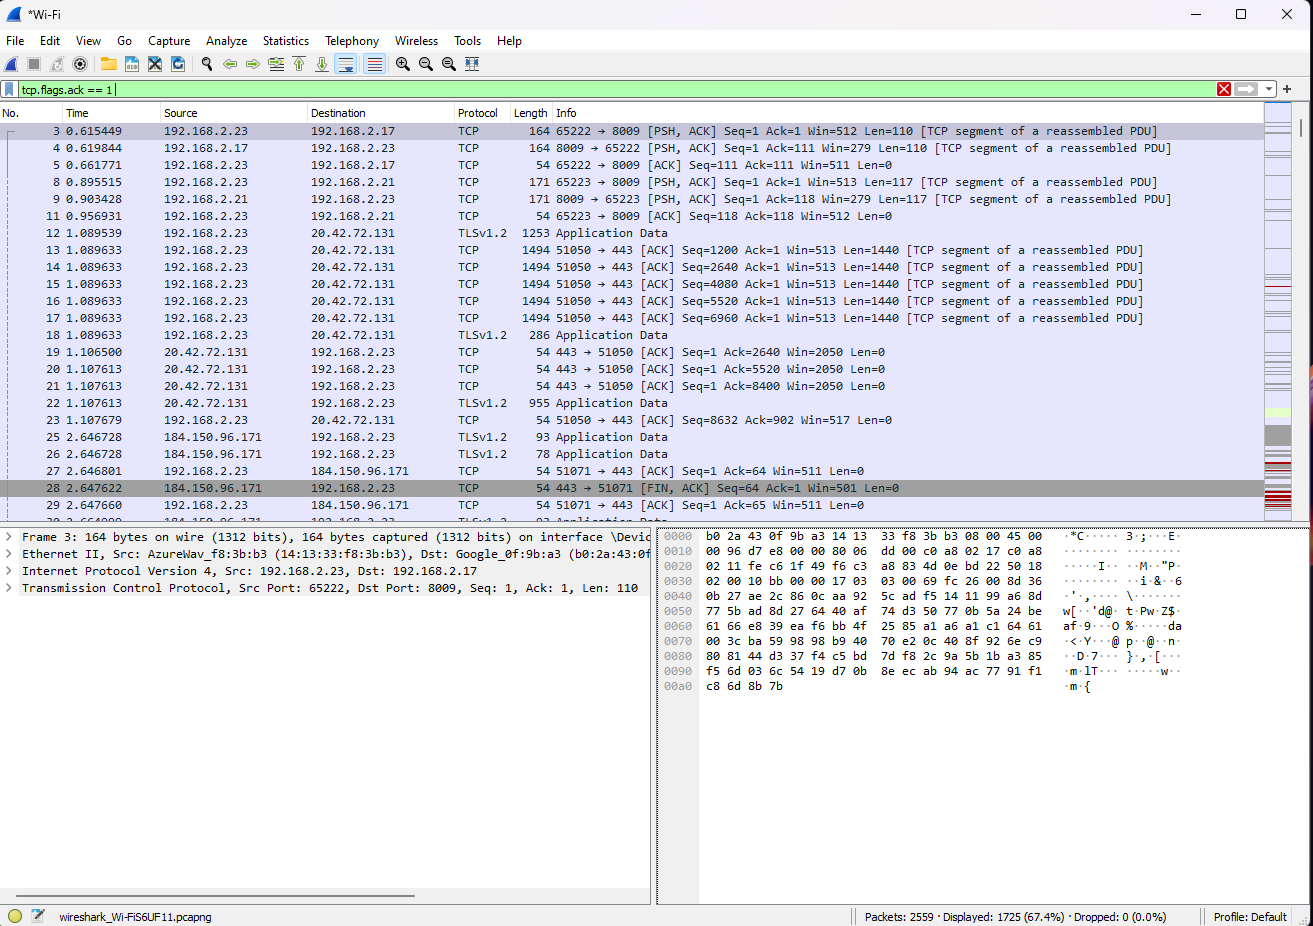 *Wi-Fi
File Edit View Go Capture Analyze Statistics Telephony Wireless Tools Help
tcp.flags.ack == 1
No. Time Source Destination Protocol Length Info
3 0.615449 192.168.2.23 192.168.2.17 TCP 164 65222 → 8009 [PSH, ACK] Seq=1 Ack=1 Win=512 Len=110 [TCP segment of a reassembled PDU]
4 0.619844 192.168.2.17 192.168.2.23 TCP 164 8009 → 65222 [PSH, ACK] Seq=1 Ack=111 Win=279 Len=110 [TCP segment of a reassembled PDU]
5 0.661771 192.168.2.23 192.168.2.17 TCP 54 65222 → 8009 [ACK] Seq=111 Ack=111 Win=511 Len=0
8 0.895515 192.168.2.23 192.168.2.21 TCP 171 65223 → 8009 [PSH, ACK] Seq=1 Ack=1 Win=513 Len=117 [TCP segment of a reassembled PDU]
9 0.903428 192.168.2.21 192.168.2.23 TCP 171 8009 → 65223 [PSH, ACK] Seq=1 Ack=118 Win=279 Len=117 [TCP segment of a reassembled PDU]
11 0.956931 192.168.2.23 192.168.2.21 TCP 54 65223 → 8009 [ACK] Seq=118 Ack=118 Win=512 Len=0
12 1.089539 192.168.2.23 20.42.72.131 TLSv1.2 1253 Application Data
13 1.089633 192.168.2.23 20.42.72.131 TCP 1494 51050 → 443 [ACK] Seq=1200 Ack=1 Win=513 Len=1440 [TCP segment of a reassembled PDU]
14 1.089633 192.168.2.23 20.42.72.131 TCP 1494 51050 → 443 [ACK] Seq=2640 Ack=1 Win=513 Len=1440 [TCP segment of a reassembled PDU]
15 1.089633 192.168.2.23 20.42.72.131 TCP 1494 51050 → 443 [ACK] Seq=4080 Ack=1 Win=513 Len=1440 [TCP segment of a reassembled PDU]
16 1.089633 192.168.2.23 20.42.72.131 TCP 1494 51050 → 443 [ACK] Seq=5520 Ack=1 Win=513 Len=1440 [TCP segment of a reassembled PDU]
17 1.089633 192.168.2.23 20.42.72.131 TCP 1494 51050 → 443 [ACK] Seq=6960 Ack=1 Win=513 Len=1440 [TCP segment of a reassembled PDU]
18 1.089633 192.168.2.23 20.42.72.131 TLSv1.2 286 Application Data
19 1.106500 20.42.72.131 192.168.2.23 TCP 54 443 → 51050 [ACK] Seq=1 Ack=2640 Win=2050 Len=0
20 1.107613 20.42.72.131 192.168.2.23 TCP 54 443 → 51050 [ACK] Seq=1 Ack=5520 Win=2050 Len=0
21 1.107613 20.42.72.131 192.168.2.23 TCP 54 443 → 51050 [ACK] Seq=1 Ack=8400 Win=2050 Len=0
22 1.107613 20.42.72.131 192.168.2.23 TLSv1.2 955 Application Data
23 1.107679 192.168.2.23 20.42.72.131 TCP 54 51050 → 443 [ACK] Seq=8632 Ack=902 Win=517 Len=0
25 2.646728 184.150.96.171 192.168.2.23 TLSv1.2 93 Application Data
26 2.646728 184.150.96.171 192.168.2.23 TLSv1.2 78 Application Data
27 2.646801 192.168.2.23 184.150.96.171 TCP 54 51071 → 443 [ACK] Seq=1 Ack=64 Win=511 Len=0
28 2.647622 184.150.96.171 192.168.2.23 TCP 54 443 → 51071 [FIN, ACK] Seq=64 Ack=1 Win=501 Len=0
29 2.647660 192.168.2.23 184.150.96.171 TCP 54 51071 → 443 [ACK] Seq=1 Ack=65 Win=511 Len=0
Frame 3: 164 bytes on wire (1312 bits), 164 bytes captured (1312 bits) on interface \Devic
Ethernet II, Src: AzureWav_f8:3b:b3 (14:13:33:f8:3b:b3), Dst: Google_0f:9b:a3 (b0:2a:43:0f
Internet Protocol Version 4, Src: 192.168.2.23, Dst: 192.168.2.17
Transmission Control Protocol, Src Port: 65222, Dst Port: 8009, Seq: 1, Ack: 1, Len: 110
0000 b0 2a 43 0f 9b a3 14 13 33 f8 3b b3 08 00 45 00 ·*C·····3·;···E·
0010 00 96 d7 e8 00 00 80 06 dd 00 c0 a8 02 17 c0 a8 ················
0020 02 11 fe c6 1f 49 f6 c3 a8 83 4d 0e bd 22 50 18 ·····I····M··"P·
0030 02 00 10 bb 00 00 17 03 03 00 69 fc 26 00 8d 36 ··········i·&··6
0040 0b 27 ae 2c 86 0c aa 92 5c ad f5 14 11 99 a6 8d ·'·,····\·······
0050 77 5b ad 8d 27 64 40 af 74 d3 50 77 0b 5a 24 be w[··'d@·t·Pw·Z$·
0060 61 66 e8 39 ea f6 bb 4f 25 85 a1 a6 a1 c1 64 61 af·9···O%·····da
0070 00 3c ba 59 98 98 b9 40 70 e2 0c 40 8f 92 6e c9 ·<·Y···@p··@··n·
0080 80 81 44 d3 37 f4 c5 bd 7d f8 2c 9a 5b 1b a3 85 ··D·7···}·,·[···
0090 f5 6d 03 6c 54 19 d7 0b 8e ec ab 94 ac 77 91 f1 ·m·lT········w··
00a0 c8 6d 8b 7b ·m·{
wireshark_Wi-FiS6UF11.pcapng Packets: 2559 · Displayed: 1725 (67.4%) · Dropped: 0 (0.0%) Profile: Default